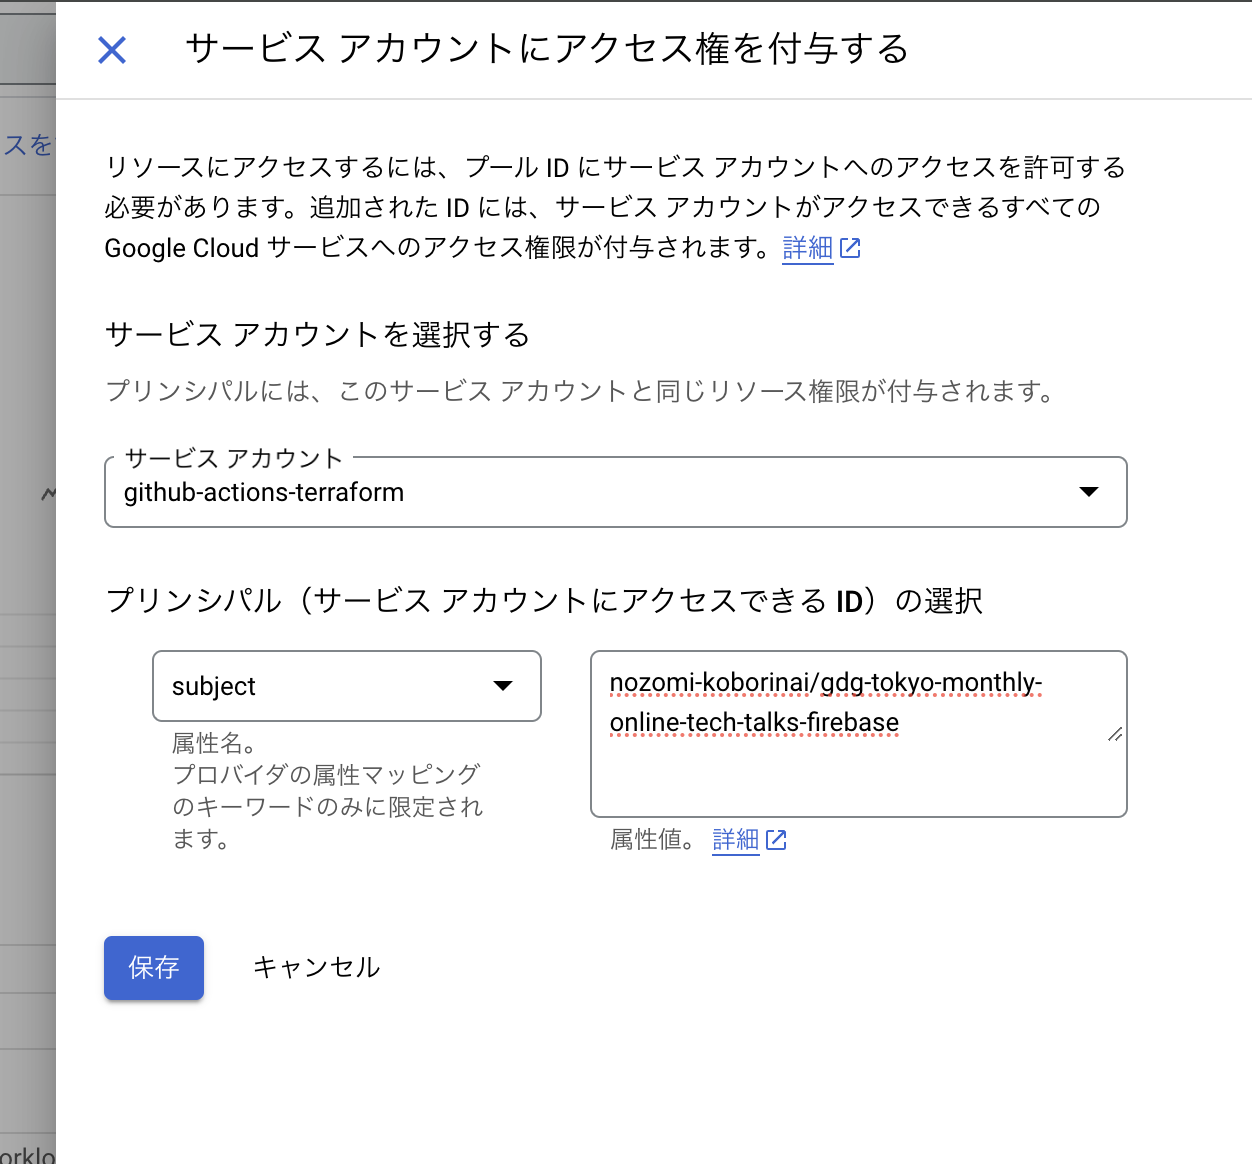 サービス アカウントにアクセス権を付与する
スを
リソースにアクセスするには、プール ID にサービス アカウントへのアクセスを許可する
必要があります。追加された ID には、サービス アカウントがアクセスできるすべての
Google Cloud サービスへのアクセス権限が付与されます。詳細
サービス アカウントを選択する
プリンシパルには、このサービス アカウントと同じリソース権限が付与されます。
サービス アカウント
github-actions-terraform
プリンシパル（サービス アカウントにアクセスできる ID）の選択
subject
属性名。
プロバイダの属性マッピング
のキーワードのみに限定され
ます。
nozomi-koborinai/gdg-tokyo-monthly-
online-tech-talks-firebase
属性値。 詳細
保存
キャンセル
orklo